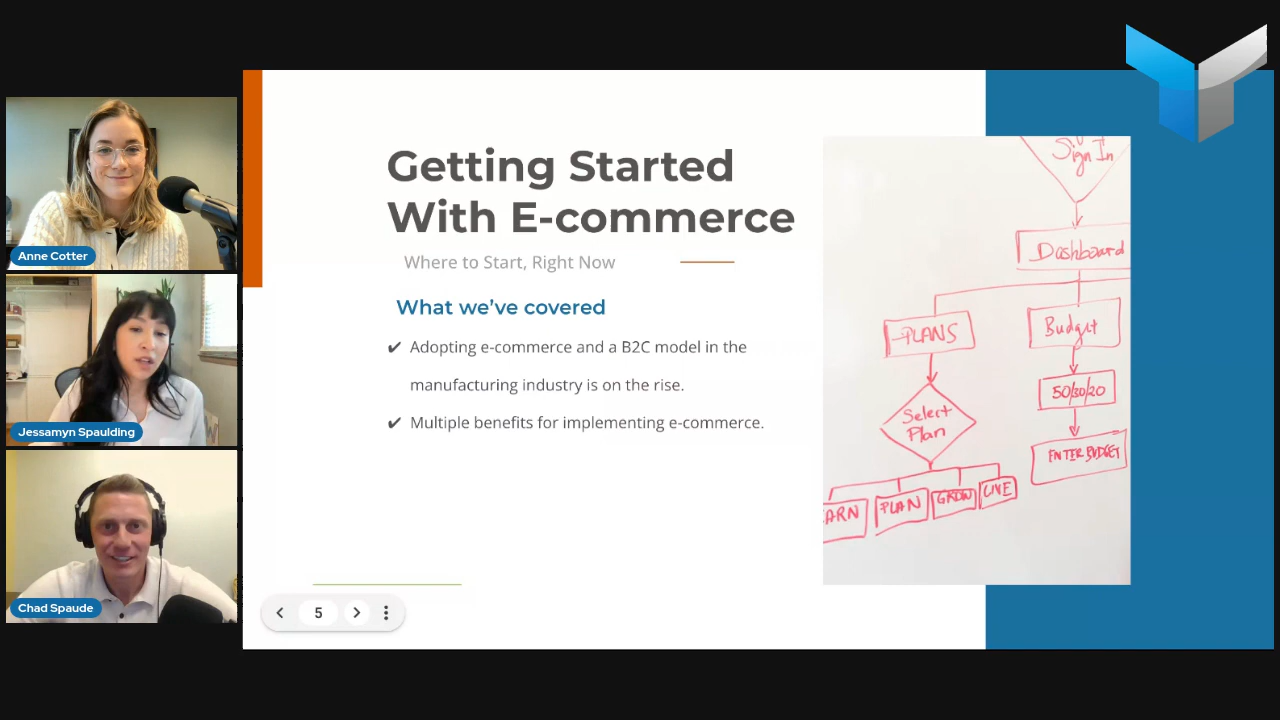 Anne Cotter
Jessamyn Spaulding
Chad Spaude
Getting Started
With E-commerce
Where to Start, Right Now
What we've covered
✔ Adopting e-commerce and a B2C model in the
manufacturing industry is on the rise.
✔ Multiple benefits for implementing e-commerce.
5
Sign In
Dashboard
PLANS
Budget
Select
Plan
50/30/20
ENTER BUDGET
ARN
PLAN
GROW
LIVE